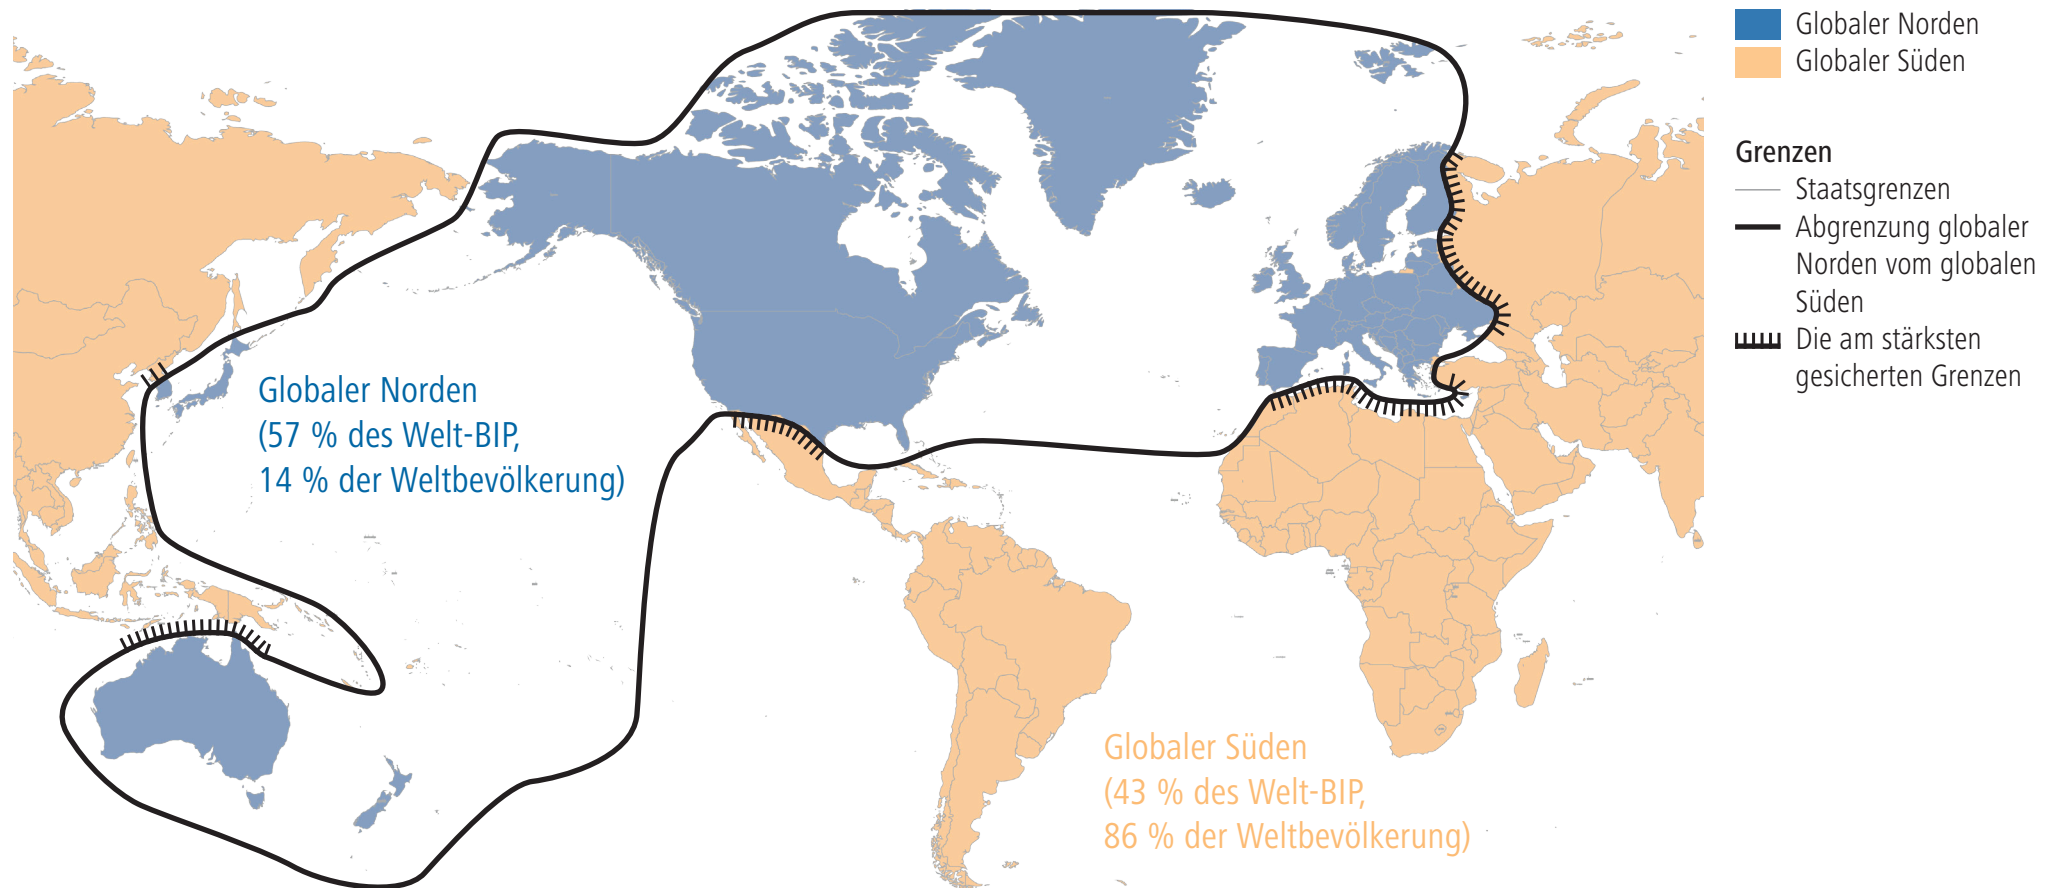 Globaler Norden
Globaler Süden
Grenzen
Staatsgrenzen
Abgrenzung globaler
Norden vom globalen
Süden
Die am stärksten
gesicherten Grenzen
Globaler Norden
(57 % des Welt-BIP,
14 % der Weltbevölkerung)
Globaler Süden
(43 % des Welt-BIP,
86 % der Weltbevölkerung)